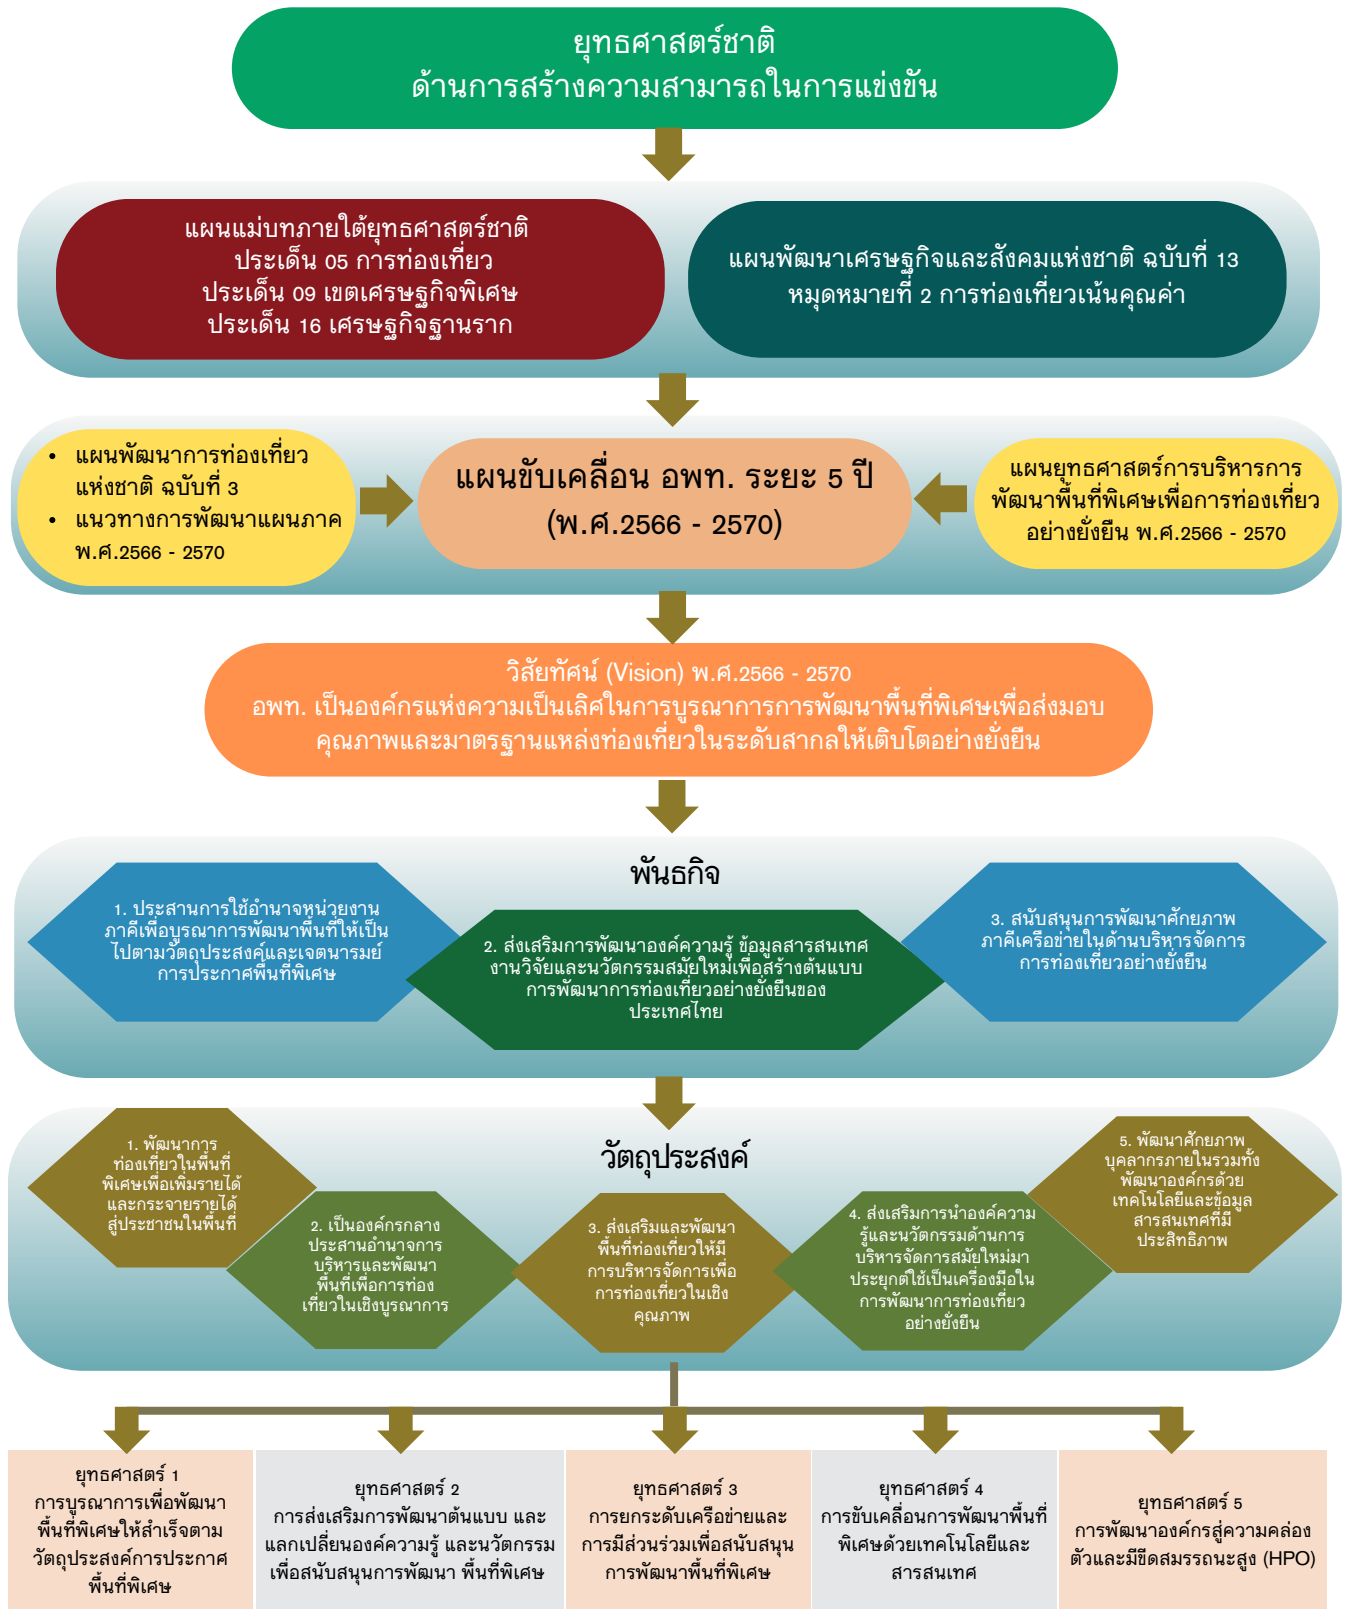 ยุทธศาสตร์ชาติ
ด้านการสร้างความสามารถในการแข่งขัน
แผนแม่บทภายใต้ยุทธศาสตร์ชาติ
ประเด็น 05 การท่องเที่ยว
ประเด็น 09 เขตเศรษฐกิจพิเศษ
ประเด็น 16 เศรษฐกิจฐานราก
แผนพัฒนาเศรษฐกิจและสังคมแห่งชาติ ฉบับที่ 13
หมุดหมายที่ 2 การท่องเที่ยวเน้นคุณค่า
• แผนพัฒนาการท่องเที่ยว
แห่งชาติ ฉบับที่ 3
• แนวทางการพัฒนาแผนภาค
พ.ศ.2566 - 2570
แผนขับเคลื่อน อพท. ระยะ 5 ปี
(พ.ศ.2566 - 2570)
แผนยุทธศาสตร์การบริหารการ
พัฒนาพื้นที่พิเศษเพื่อการท่องเที่ยว
อย่างยั่งยืน พ.ศ.2566 - 2570
วิสัยทัศน์ (Vision) พ.ศ.2566 - 2570
อพท. เป็นองค์กรแห่งความเป็นเลิศในการบูรณาการการพัฒนาพื้นที่พิเศษเพื่อส่งมอบ
คุณภาพและมาตรฐานแหล่งท่องเที่ยวในระดับสากลให้เติบโตอย่างยั่งยืน
พันธกิจ
1. ประสานการใช้อำนาจหน่วยงาน
ภาคีเพื่อบูรณาการพัฒนาพื้นที่ให้เป็น
ไปตามวัตถุประสงค์และเจตนารมย์
การประกาศพื้นที่พิเศษ
2. ส่งเสริมการพัฒนาองค์ความรู้ ข้อมูลสารสนเทศ
งานวิจัยและนวัตกรรมสมัยใหม่เพื่อสร้างต้นแบบ
การพัฒนาการท่องเที่ยวอย่างยั่งยืนของ
ประเทศไทย
3. สนับสนุนการพัฒนาศักยภาพ
ภาคีเครือข่ายในด้านบริหารจัดการ
การท่องเที่ยวอย่างยั่งยืน
วัตถุประสงค์
1. พัฒนาการ
ท่องเที่ยวในพื้นที่
พิเศษเพื่อเพิ่มรายได้
และกระจายรายได้
สู่ประชาชนในพื้นที่
2. เป็นองค์กรกลาง
ประสานอำนาจการ
บริหารและพัฒนา
พื้นที่เพื่อการท่อง
เที่ยวในเชิงบูรณาการ
3. ส่งเสริมและพัฒนา
พื้นที่ท่องเที่ยวให้มี
การบริหารจัดการเพื่อ
การท่องเที่ยวในเชิง
คุณภาพ
4. ส่งเสริมการนำองค์ความ
รู้และนวัตกรรมด้านการ
บริหารจัดการสมัยใหม่มา
ประยุกต์ใช้เป็นเครื่องมือใน
การพัฒนาการท่องเที่ยว
อย่างยั่งยืน
5. พัฒนาศักยภาพ
บุคลากรภายในรวมทั้ง
พัฒนาองค์กรด้วย
เทคโนโลยีและข้อมูล
สารสนเทศที่มี
ประสิทธิภาพ
ยุทธศาสตร์ 1
การบูรณาการเพื่อพัฒนา
พื้นที่พิเศษให้สำเร็จตาม
วัตถุประสงค์การประกาศ
พื้นที่พิเศษ
ยุทธศาสตร์ 2
การส่งเสริมการพัฒนาต้นแบบ และ
แลกเปลี่ยนองค์ความรู้ และนวัตกรรม
เพื่อสนับสนุนการพัฒนา พื้นที่พิเศษ
ยุทธศาสตร์ 3
การยกระดับเครือข่ายและ
การมีส่วนร่วมเพื่อสนับสนุน
การพัฒนาพื้นที่พิเศษ
ยุทธศาสตร์ 4
การขับเคลื่อนการพัฒนาพื้นที่
พิเศษด้วยเทคโนโลยีและ
สารสนเทศ
ยุทธศาสตร์ 5
การพัฒนาองค์กรสู่ความคล่อง
ตัวและมีขีดสมรรถนะสูง (HPO)